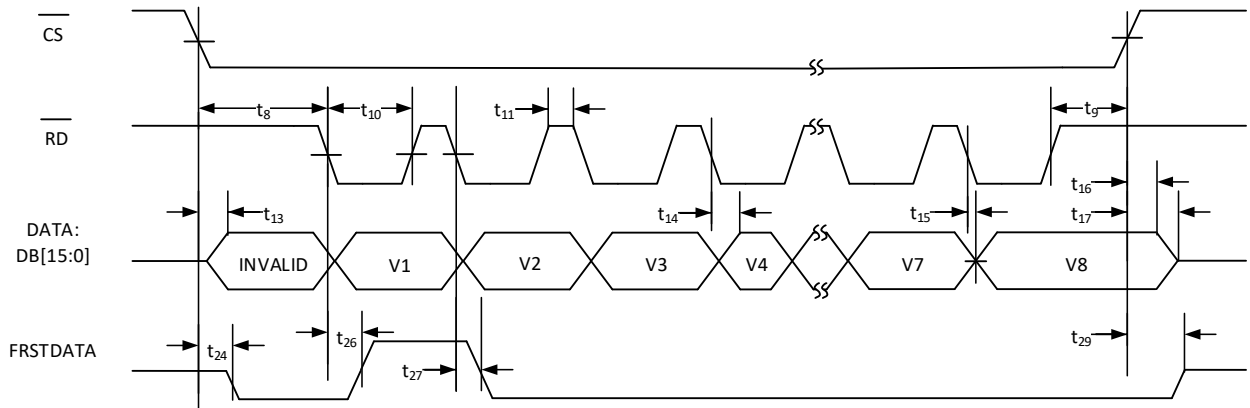 CS
t8 t10 t11 t9
RD
t16
t13 t14 t15 t17
DATA:
DB[15:0]
INVALID V1 V2 V3 V4 V7 V8
FRSTDATA
t24 t26 t27 t29